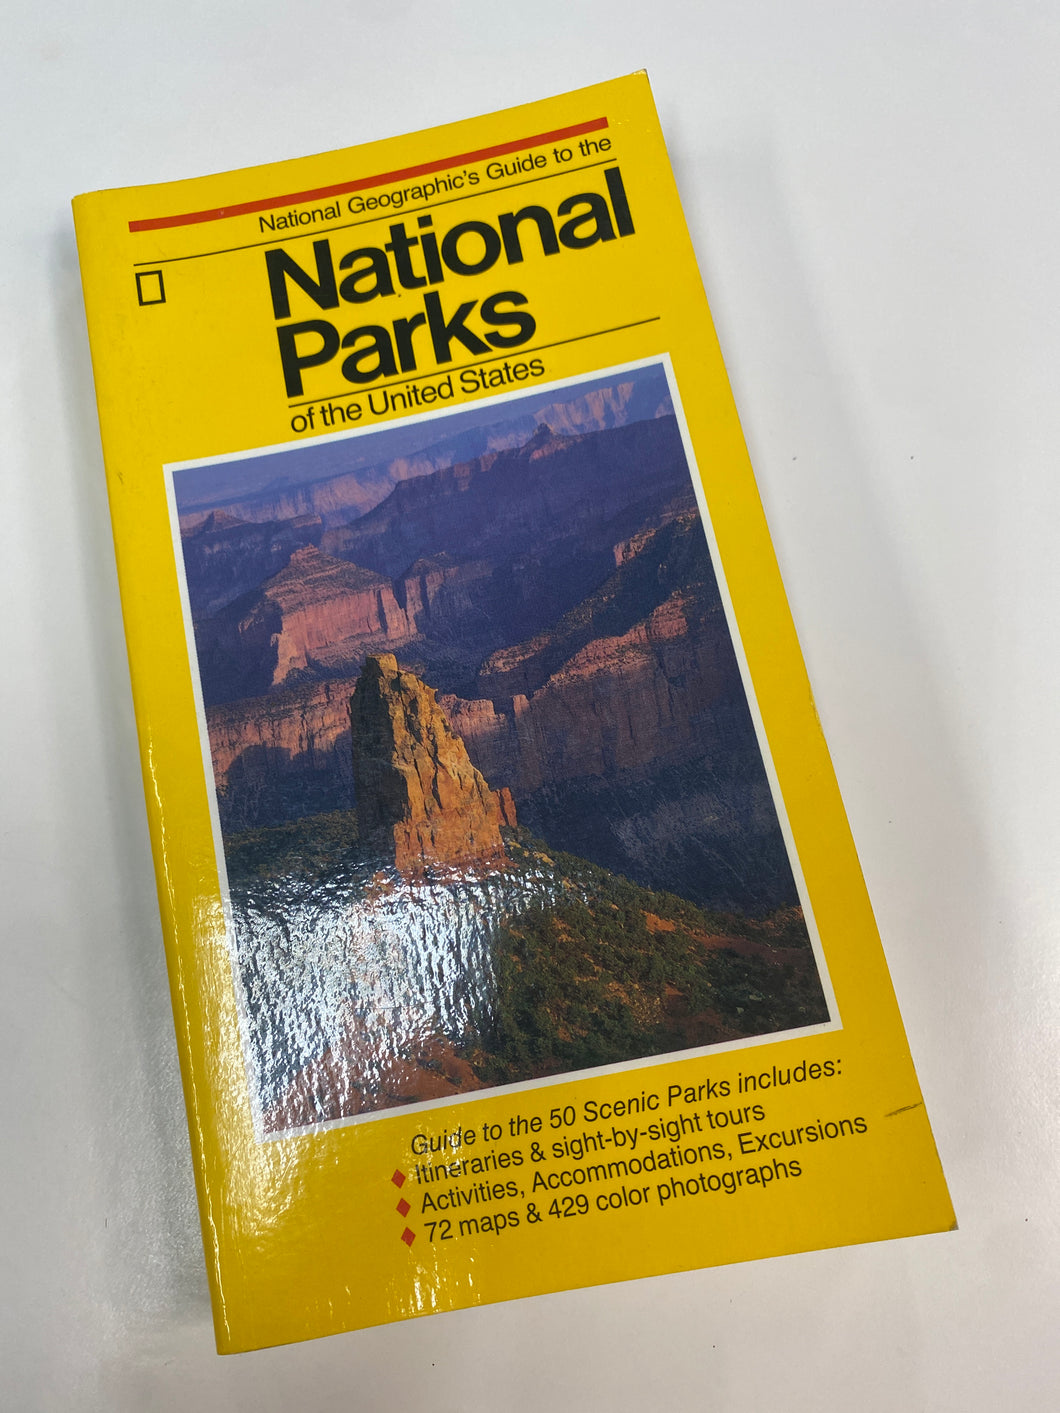 National Geographic's Guide to the
National
Parks
of the United States
Guide to the 50 Scenic Parks includes:
Itineraries & sight-by-sight tours
Activities, Accommodations, Excursions
72 maps & 429 color photographs